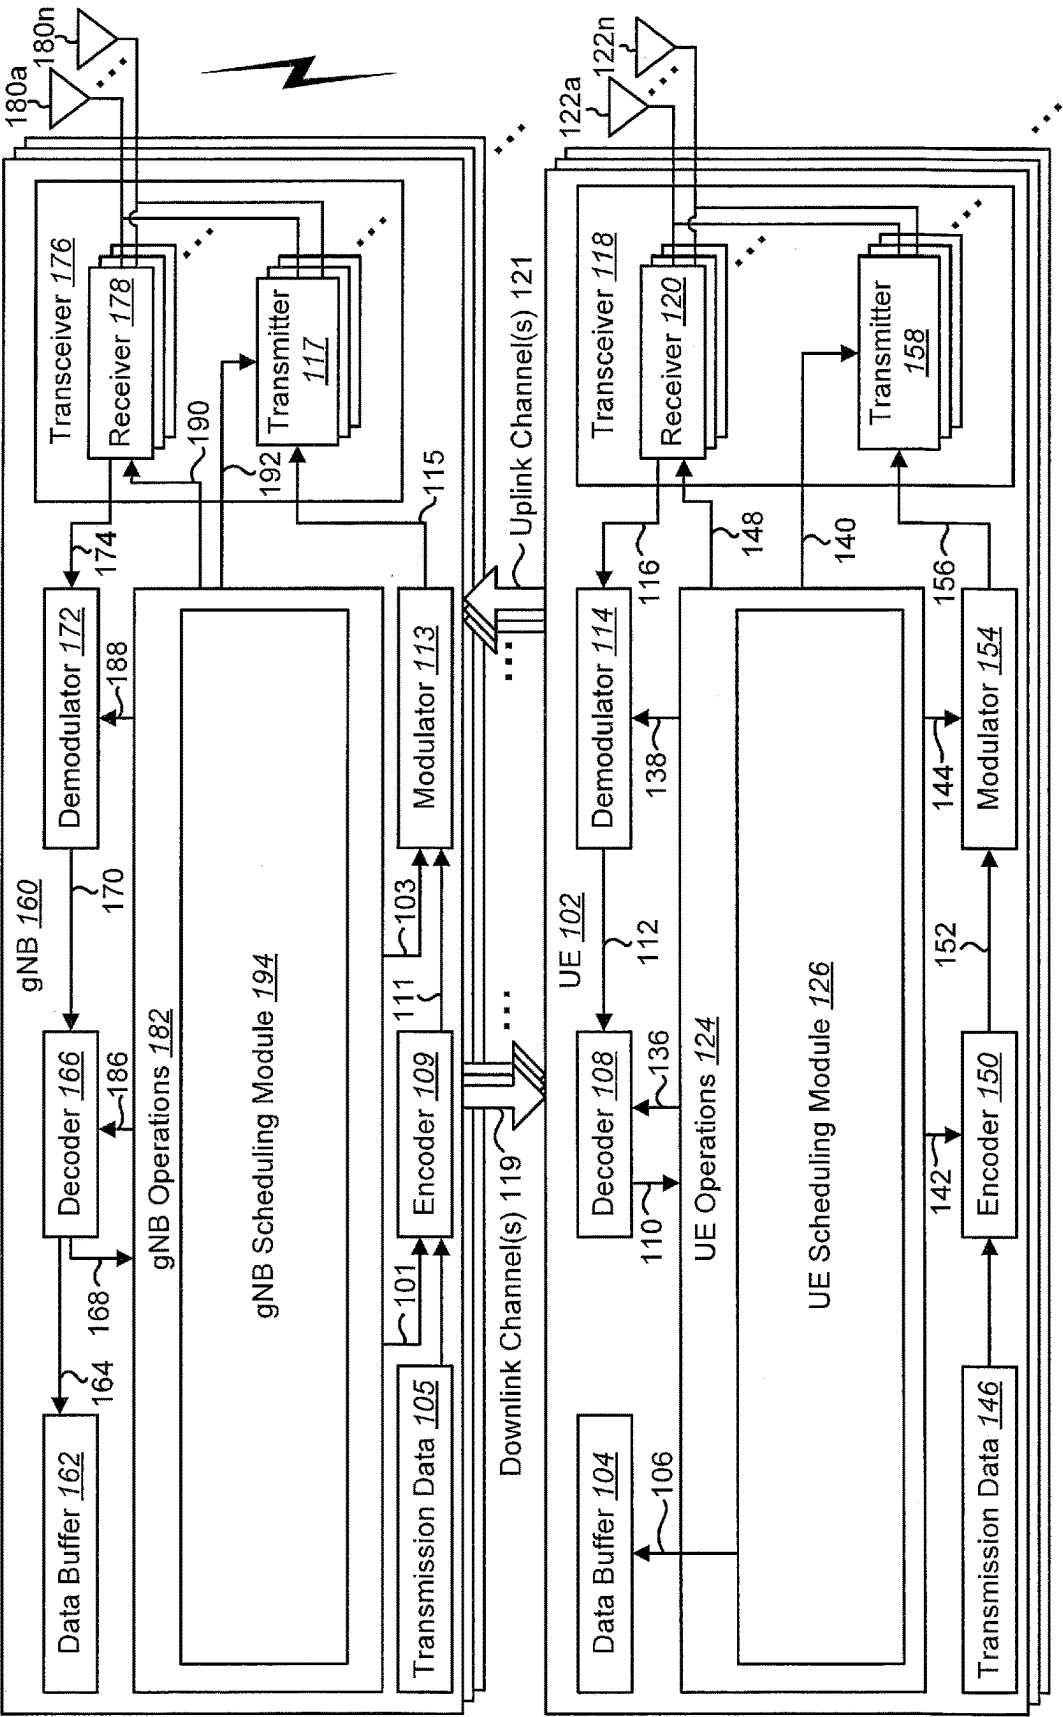 gNB 160
Data Buffer 162
164
Decoder 166
168
186
170
Demodulator 172
188
174
Transceiver 176
Receiver 178
190
180a
180n
gNB Operations 182
gNB Scheduling Module 194
192
Transmitter
117
Transmission Data 105
101
Encoder 109
111
103
Modulator 113
115
Downlink Channel(s) 119
Uplink Channel(s) 121
UE 102
Data Buffer 104
106
Decoder 108
110
136
112
Demodulator 114
138
116
Transceiver 118
Receiver 120
148
122a
122n
UE Operations 124
UE Scheduling Module 126
140
Transmitter
158
Transmission Data 146
142
Encoder 150
152
144
Modulator 154
156